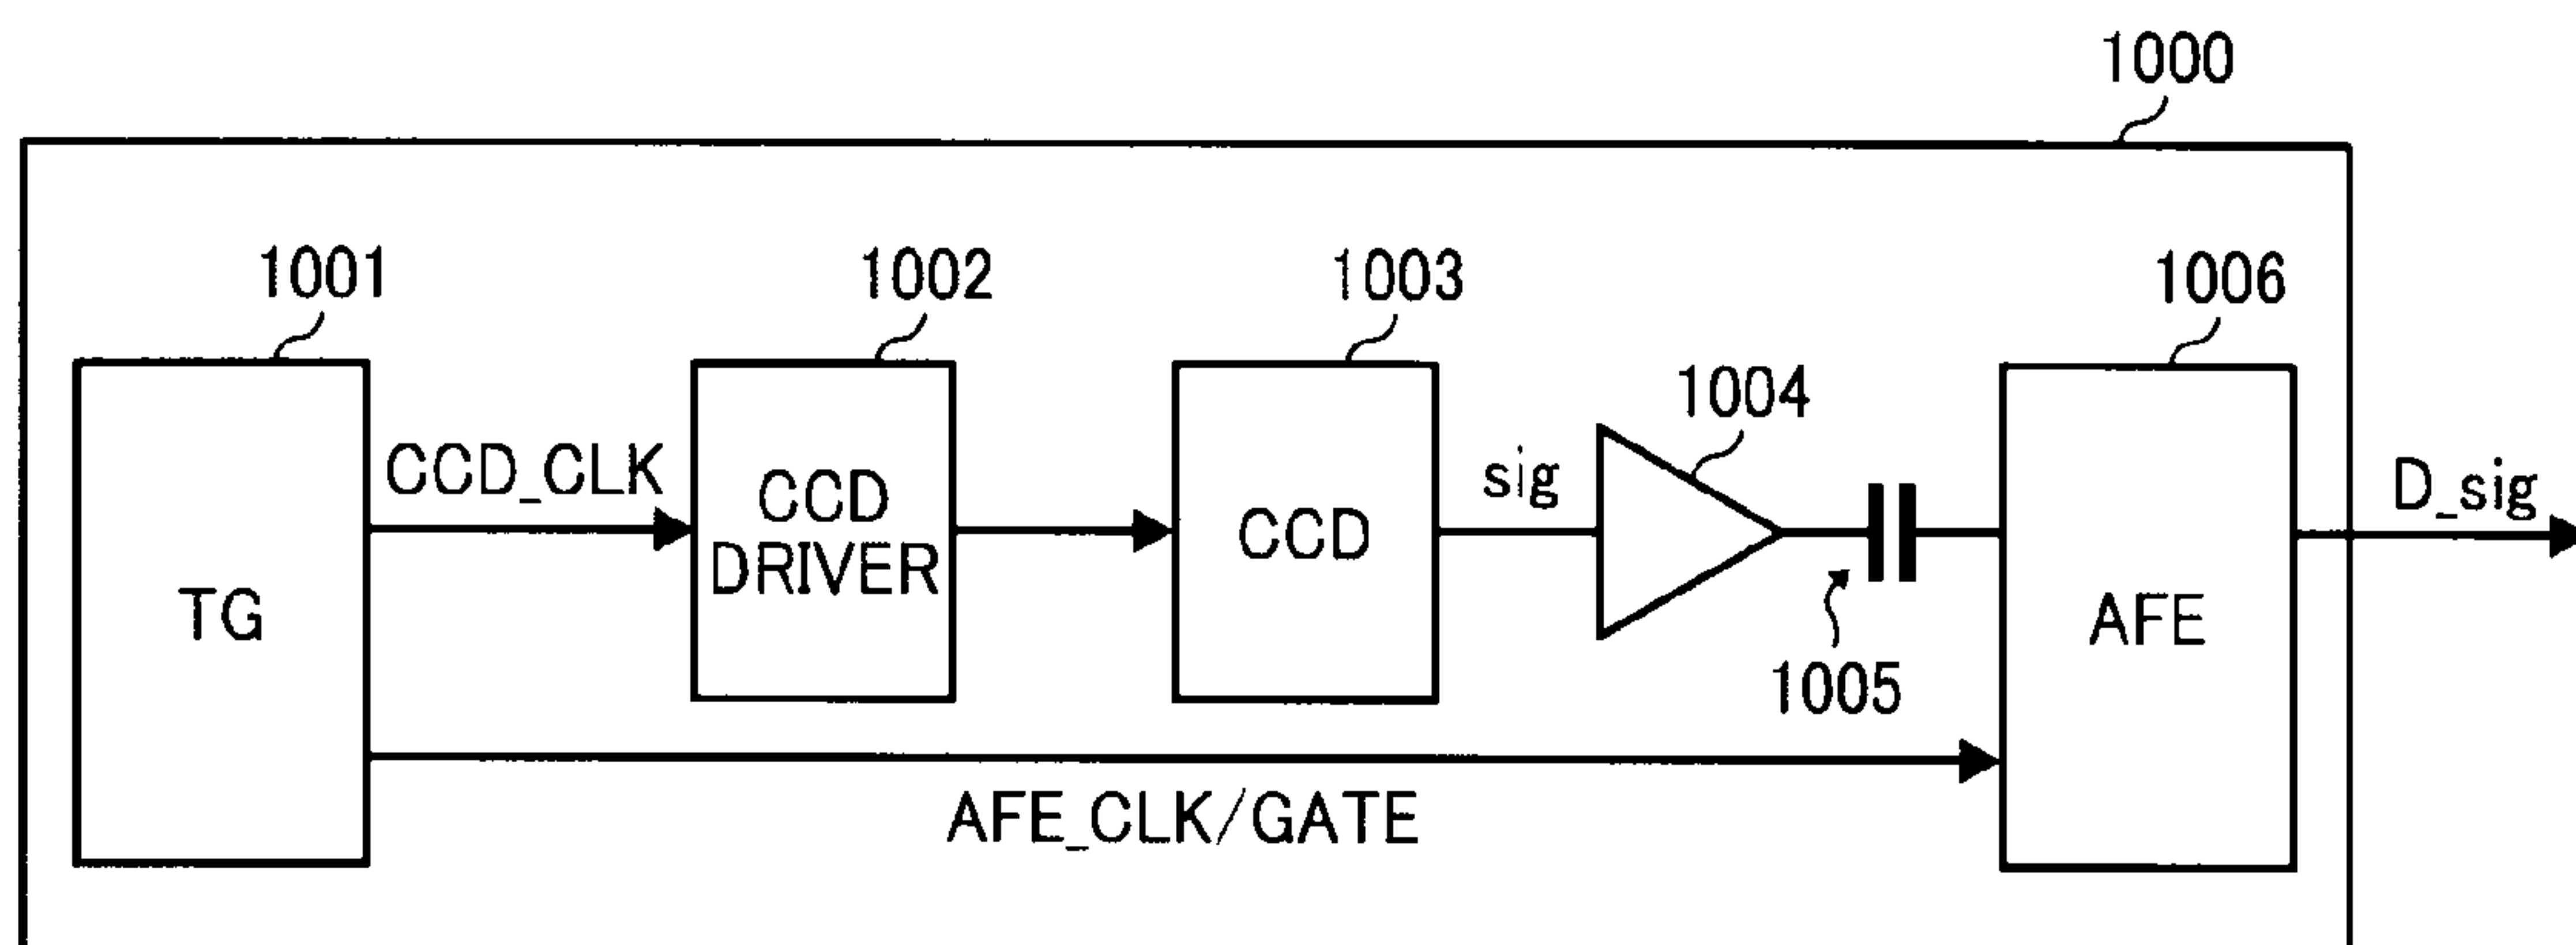 1000
1001
1002
1003
1006
1004
CCD_CLK
sig
D_sig
CCD
DRIVER
CCD
TG
AFE
1005
AFE_CLK/GATE